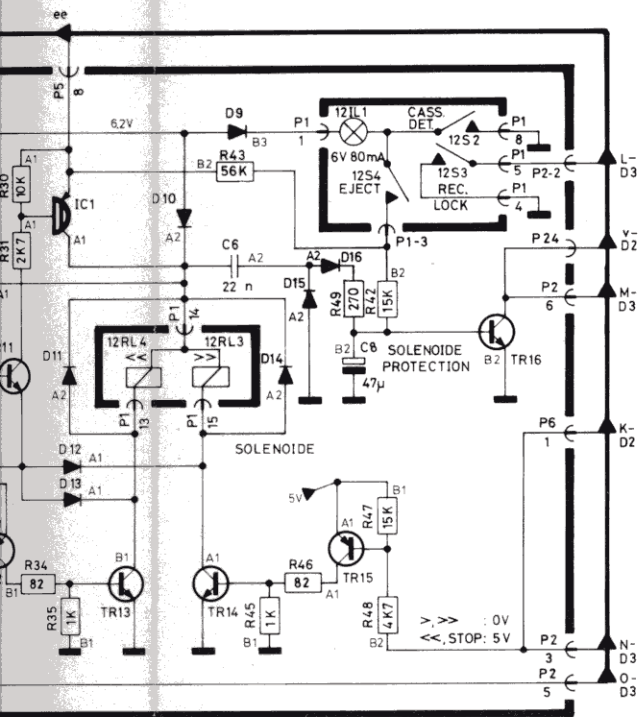 ee
P5
8
6,2V
D9
B3
P1
1
12IL1
6V 80mA
CASS.
DET.
12S2
P1
8
12S4
EJECT
12S3
REC.
LOCK
P1
5
P2-2
L-
D3
P1
4
P1-3
A1
R30
10K
IC1
A1
R31
2K7
A1
A1
B2
R43
56K
D10
A2
C6
A2
22 n
A2
D16
D15
A2
R49
270
R42
15K
B2
B2
C8
47µ
SOLENOIDE
PROTECTION
B2
TR16
P24
v-
D2
P2
6
M-
D3
P1
14
12RL4
<<
12RL3
>>
D11
A2
D14
A2
P1
13
P1
15
11
D12
A1
D13
A1
SOLENOIDE
P6
1
K-
D2
5V
B1
R47
15K
A1
TR15
R34
82
B1
R35
1K
B1
B1
TR13
A1
TR14
R46
82
A1
R45
1K
B1
R48
4K7
B2
>,>> : 0V
<<,STOP: 5V
P2
3
N-
D3
P2
5
O-
D3